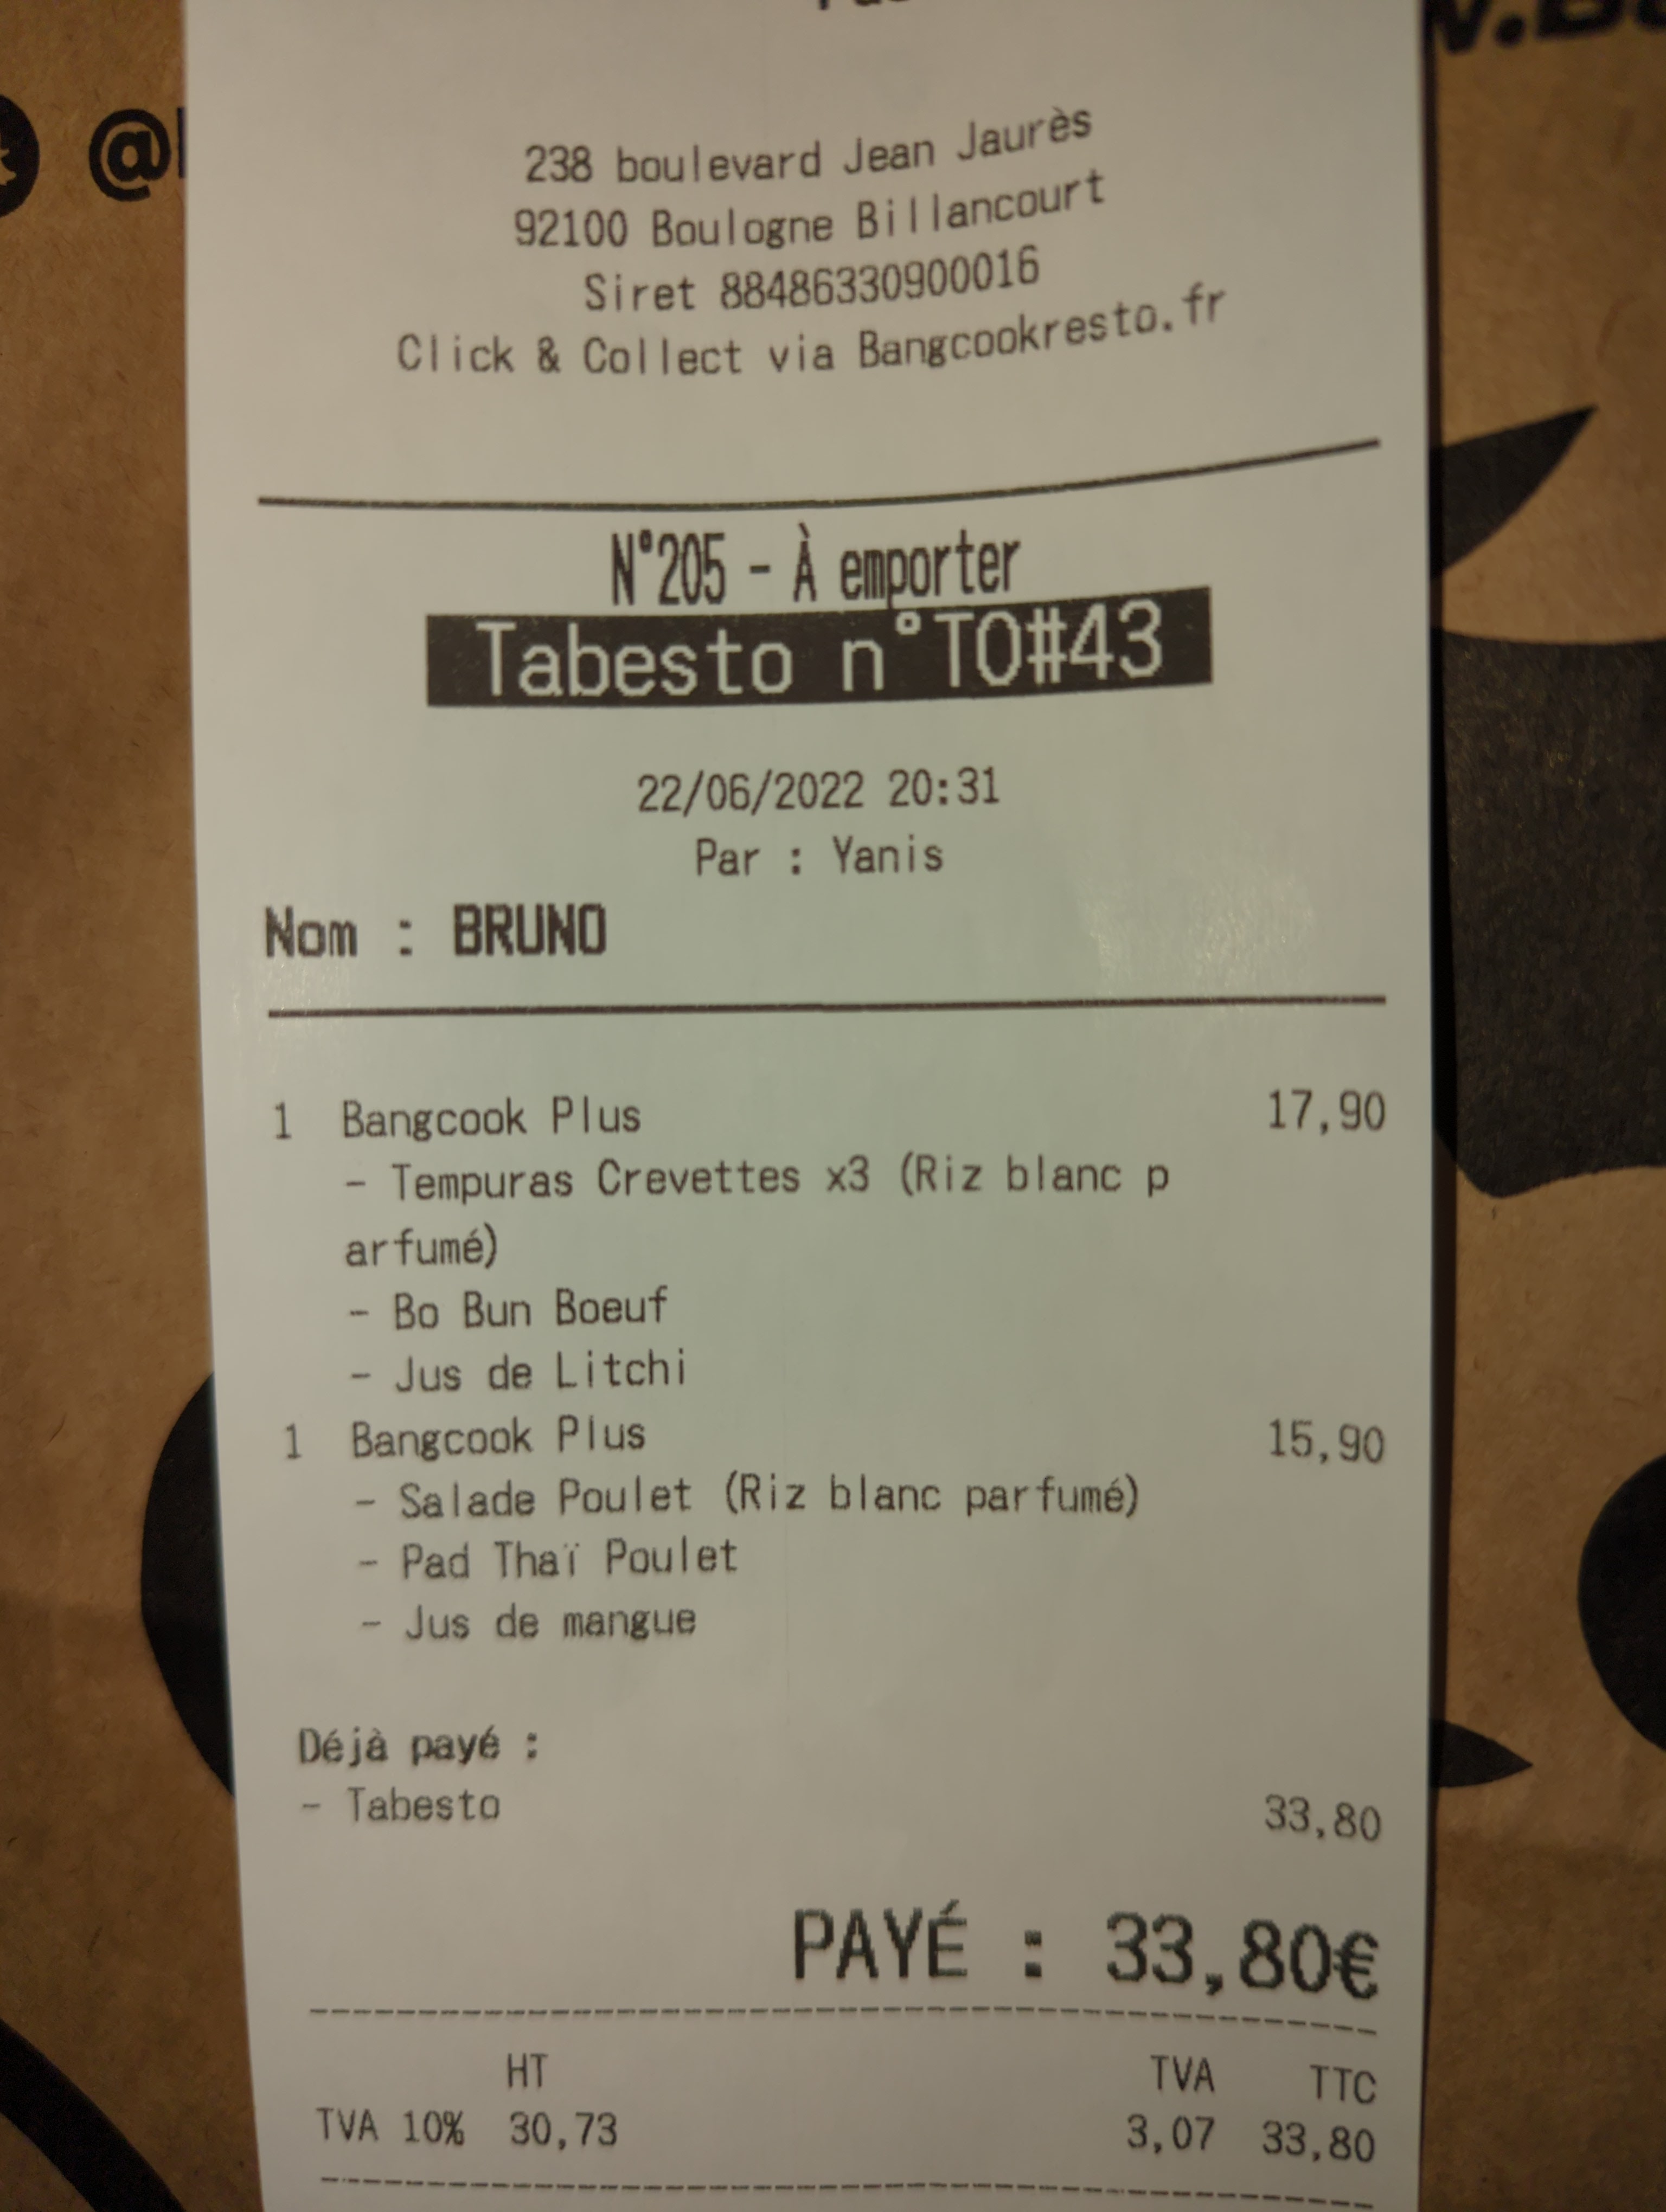 @
238 boulevard Jean Jaurès
92100 Boulogne Billancourt
Siret 88486330900016
Click & Collect via Bangcookresto.fr
N°205 - À emporter
Tabesto n°TO#43
22/06/2022 20:31
Par : Yanis
Nom : BRUNO
1 Bangcook Plus 17,90
- Tempuras Crevettes x3 (Riz blanc p
arfumé)
- Bo Bun Boeuf
- Jus de Litchi
1 Bangcook Plus 15,90
- Salade Poulet (Riz blanc parfumé)
- Pad Thaï Poulet
- Jus de mangue
Déjà payé :
- Tabesto 33,80
PAYÉ : 33,80€
HT TVA TTC
TVA 10% 30,73 3,07 33,80